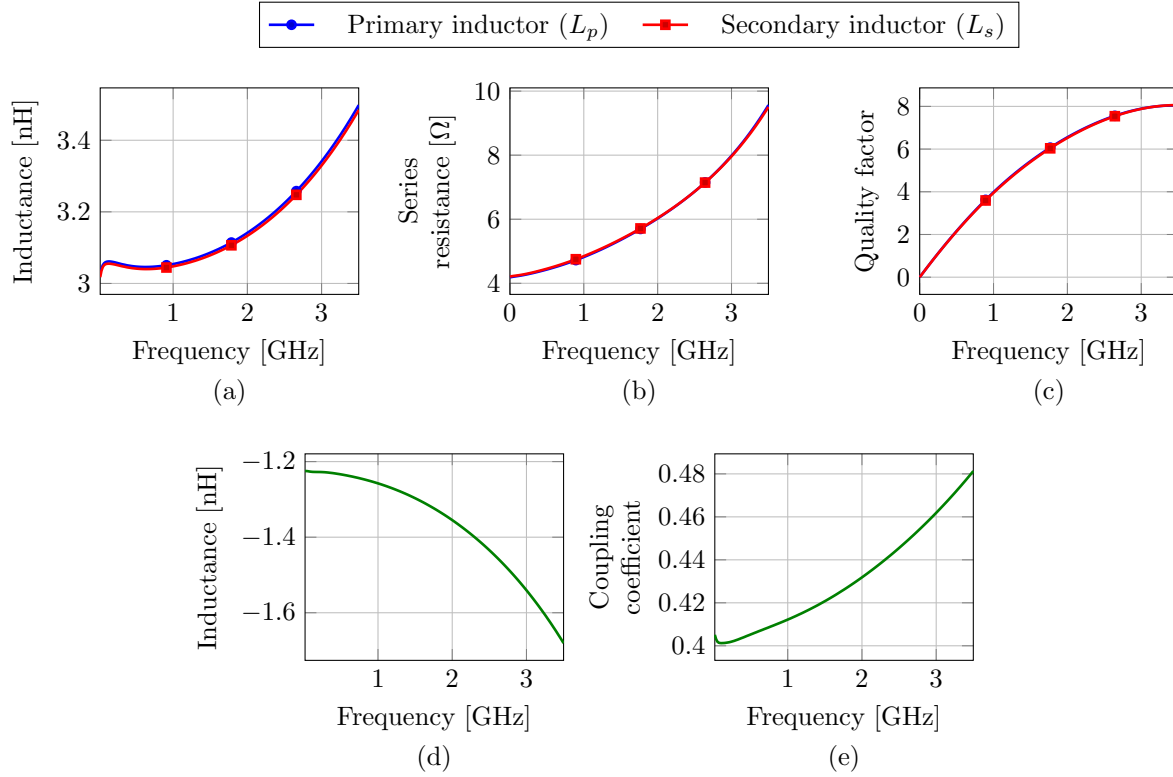 Primary inductor (Lp) Secondary inductor (Ls)
Inductance [nH]
3.4
3.2
3
1 2 3
Frequency [GHz]
(a)
Series
resistance [Ω]
10
8
6
4
0 1 2 3
Frequency [GHz]
(b)
Quality factor
8
6
4
2
0
0 1 2 3
Frequency [GHz]
(c)
Inductance [nH]
−1.2
−1.4
−1.6
1 2 3
Frequency [GHz]
(d)
Coupling
coefficient
0.48
0.46
0.44
0.42
0.4
1 2 3
Frequency [GHz]
(e)